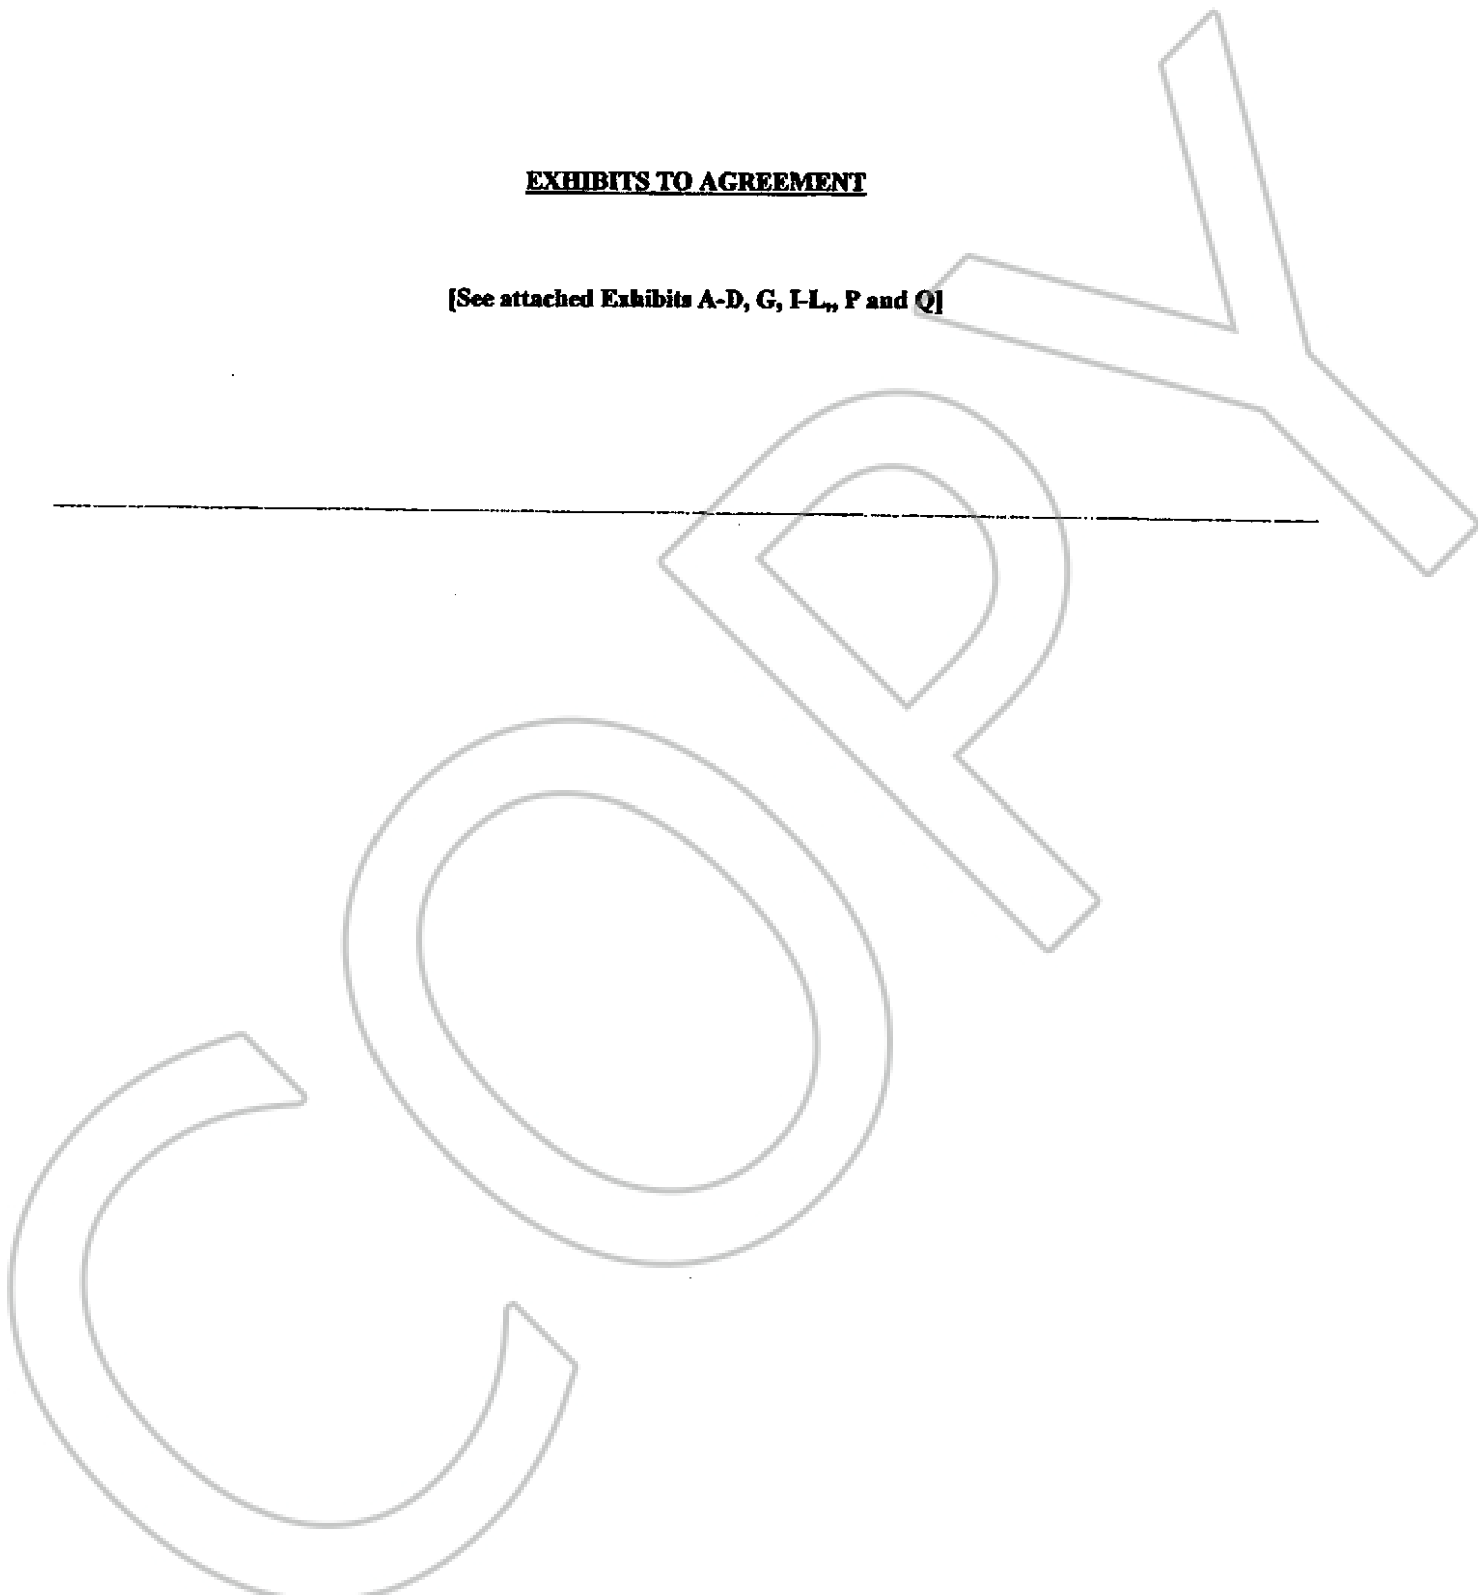 EXHIBITS TO AGREEMENT
[See attached Exhibits A-D, G, I-L,, P and Q]
COPY